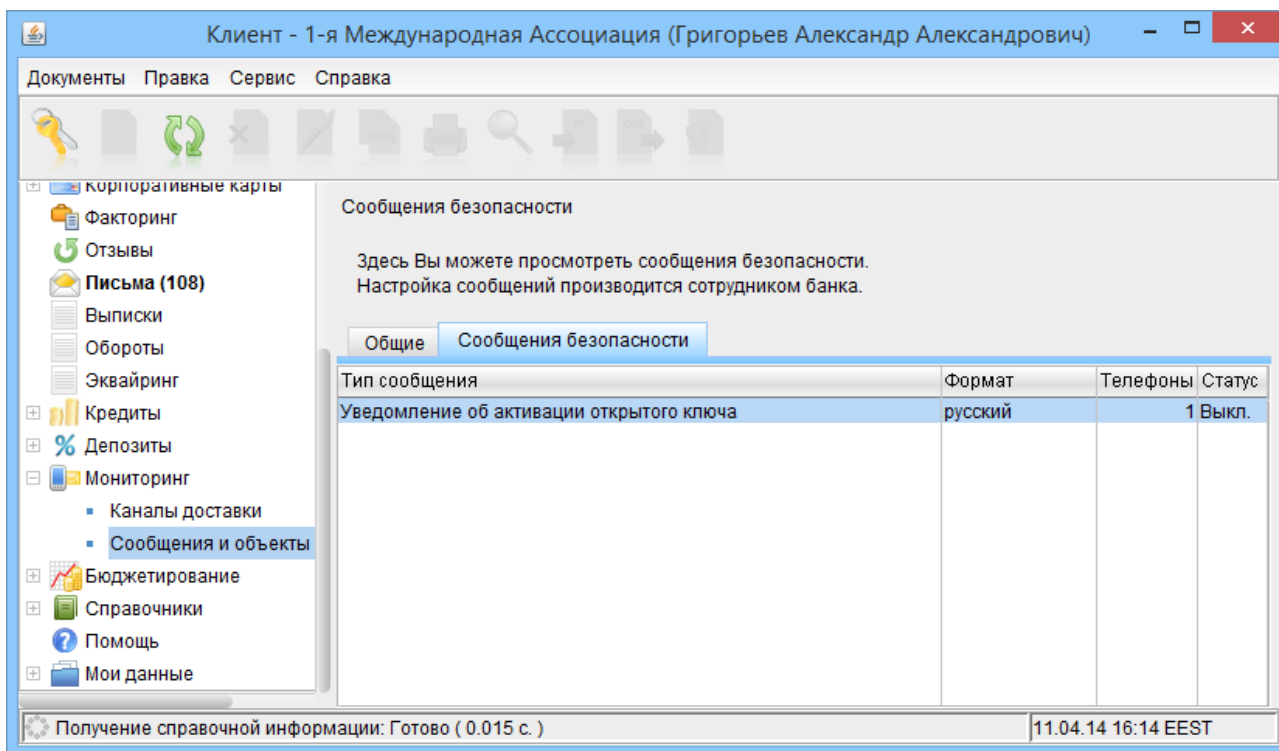 Клиент - 1-я Международная Ассоциация (Григорьев Александр Александрович)
Документы Правка Сервис Справка
Корпоративные карты
Факторинг
Отзывы
Письма (108)
Выписки
Обороты
Эквайринг
Кредиты
Депозиты
Мониторинг
Каналы доставки
Сообщения и объекты
Бюджетирование
Справочники
Помощь
Мои данные
Сообщения безопасности
Здесь Вы можете просмотреть сообщения безопасности.
Настройка сообщений производится сотрудником банка.
Общие Сообщения безопасности
Тип сообщения Формат Телефоны Статус
Уведомление об активации открытого ключа русский 1 Выкл.
Получение справочной информации: Готово ( 0.015 с. ) 11.04.14 16:14 EEST